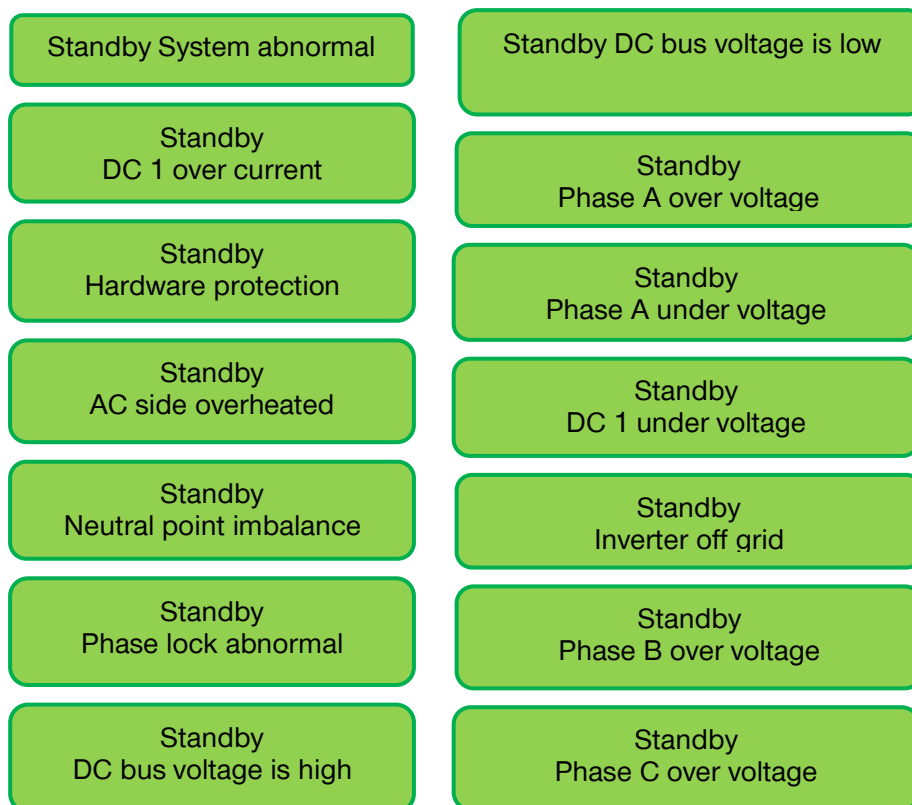 Standby System abnormal
Standby
DC 1 over current
Standby
Hardware protection
Standby
AC side overheated
Standby
Neutral point imbalance
Standby
Phase lock abnormal
Standby
DC bus voltage is high
Standby DC bus voltage is low
Standby
Phase A over voltage
Standby
Phase A under voltage
Standby
DC 1 under voltage
Standby
Inverter off grid
Standby
Phase B over voltage
Standby
Phase C over voltage